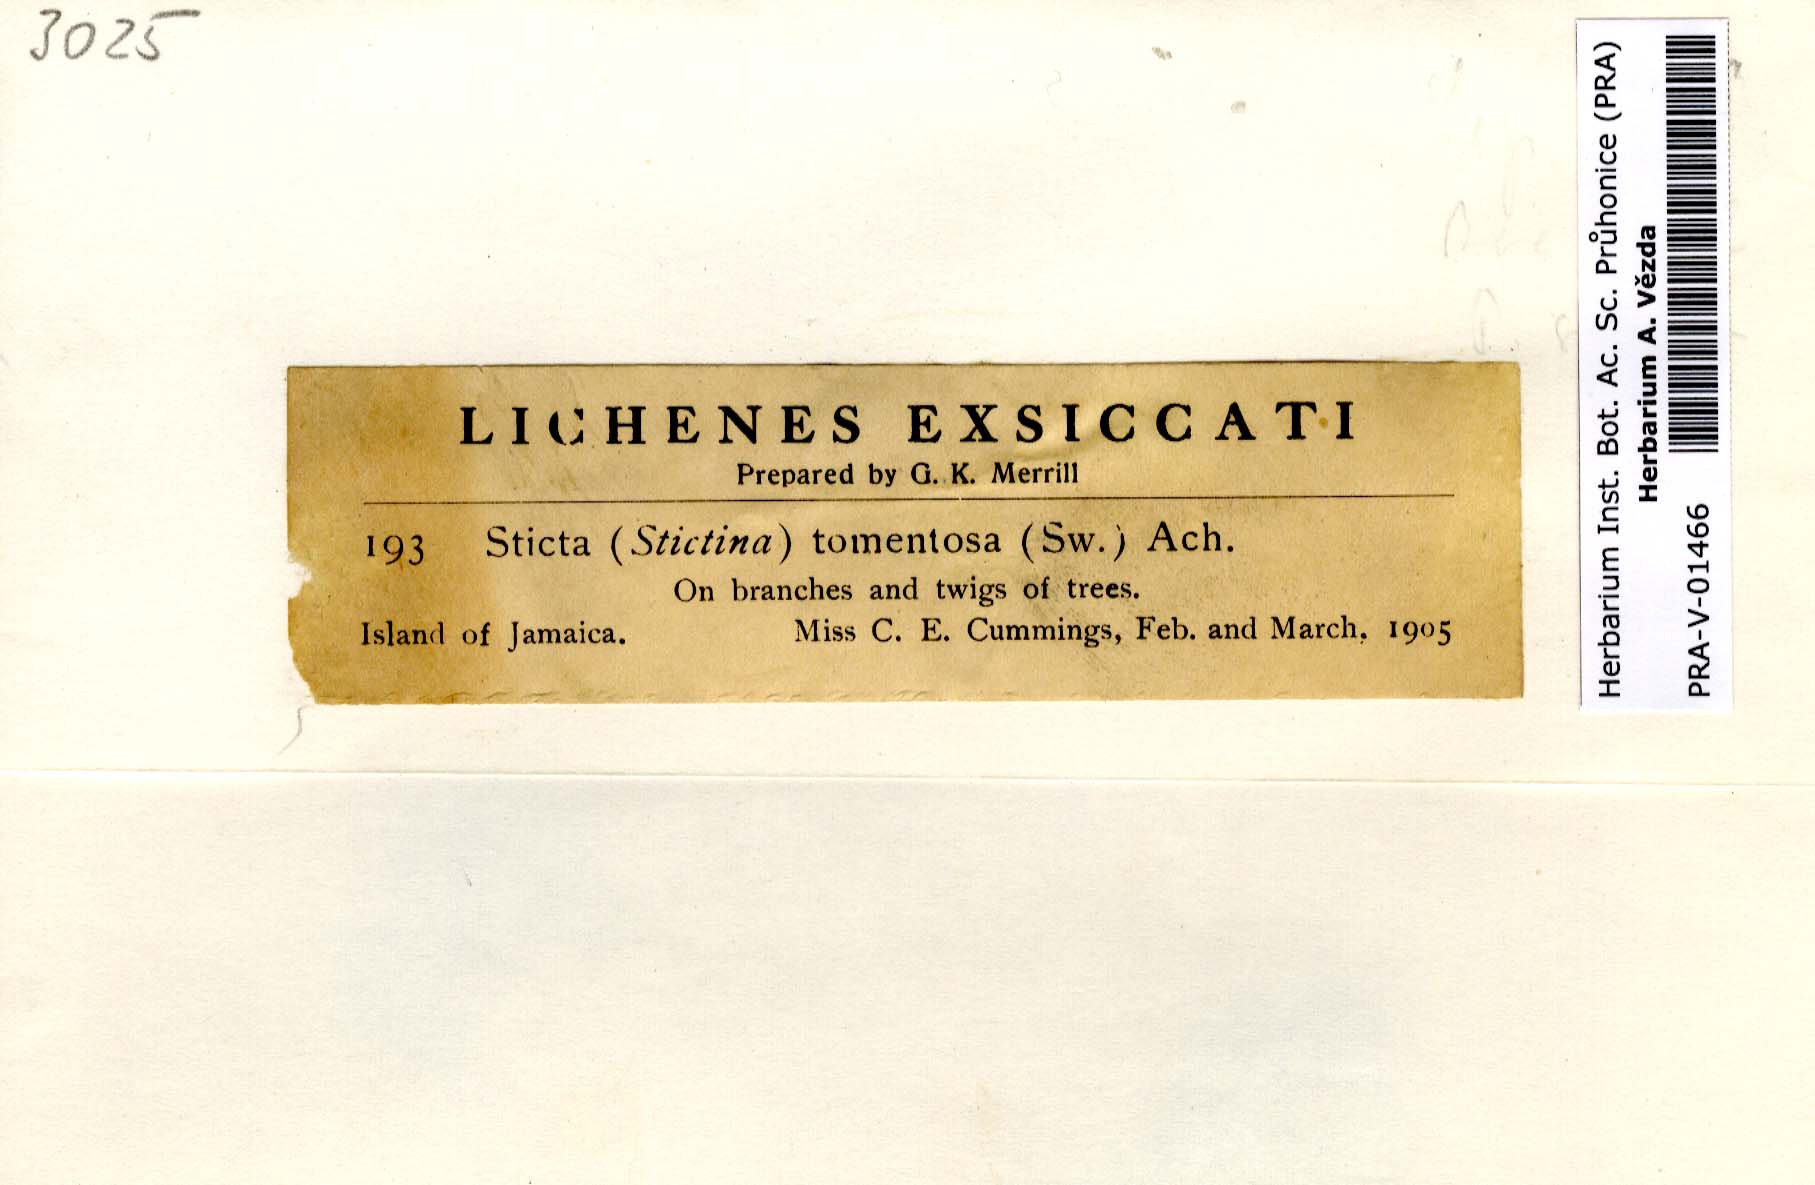 3025
LICHENES EXSICCATI
Prepared by G. K. Merrill
193 Sticta (Stictina) tomentosa (Sw.) Ach.
On branches and twigs of trees.
Island of Jamaica. Miss C. E. Cummings, Feb. and March, 1905
Herbarium Inst. Bot. Ac. Sc. Průhonice (PRA)
Herbarium A. Vězda
PRA-V-01466